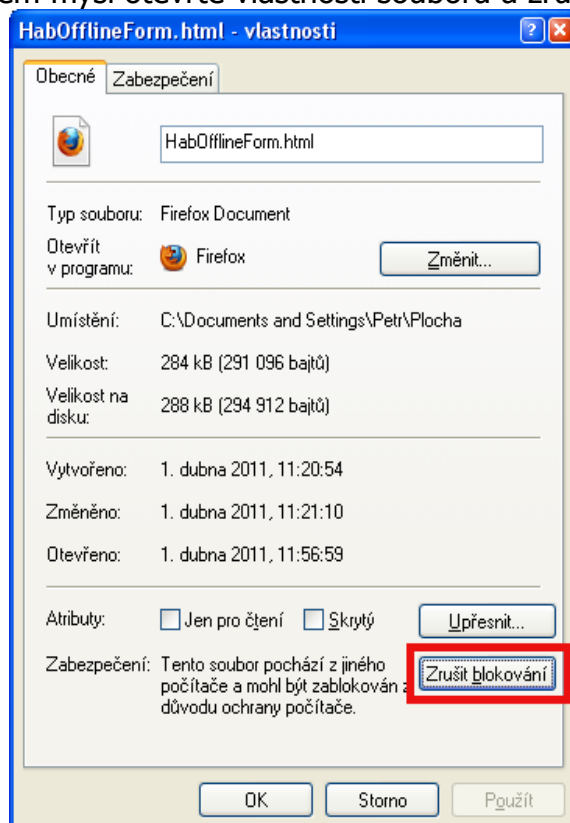 myší otevřte vlastnosti souboru a
HabOfflineForm.html - vlastnosti
Obecné Zabezpečení
HabOfflineForm.html
Typ souboru: Firefox Document
Otevřít
v programu: Firefox Změnit...
Umístění: C:\Documents and Settings\Petr\Plocha
Velikost: 284 kB (291 096 bajtů)
Velikost na
disku: 288 kB (294 912 bajtů)
Vytvořeno: 1. dubna 2011, 11:20:54
Změněno: 1. dubna 2011, 11:21:10
Otevřeno: 1. dubna 2011, 11:56:59
Atributy: Jen pro čtení Skrytý Upřesnit...
Zabezpečení: Tento soubor pochází z jiného
počítače a mohl být zablokován z
důvodu ochrany počítače.
Zrušit blokování
OK Storno Použít